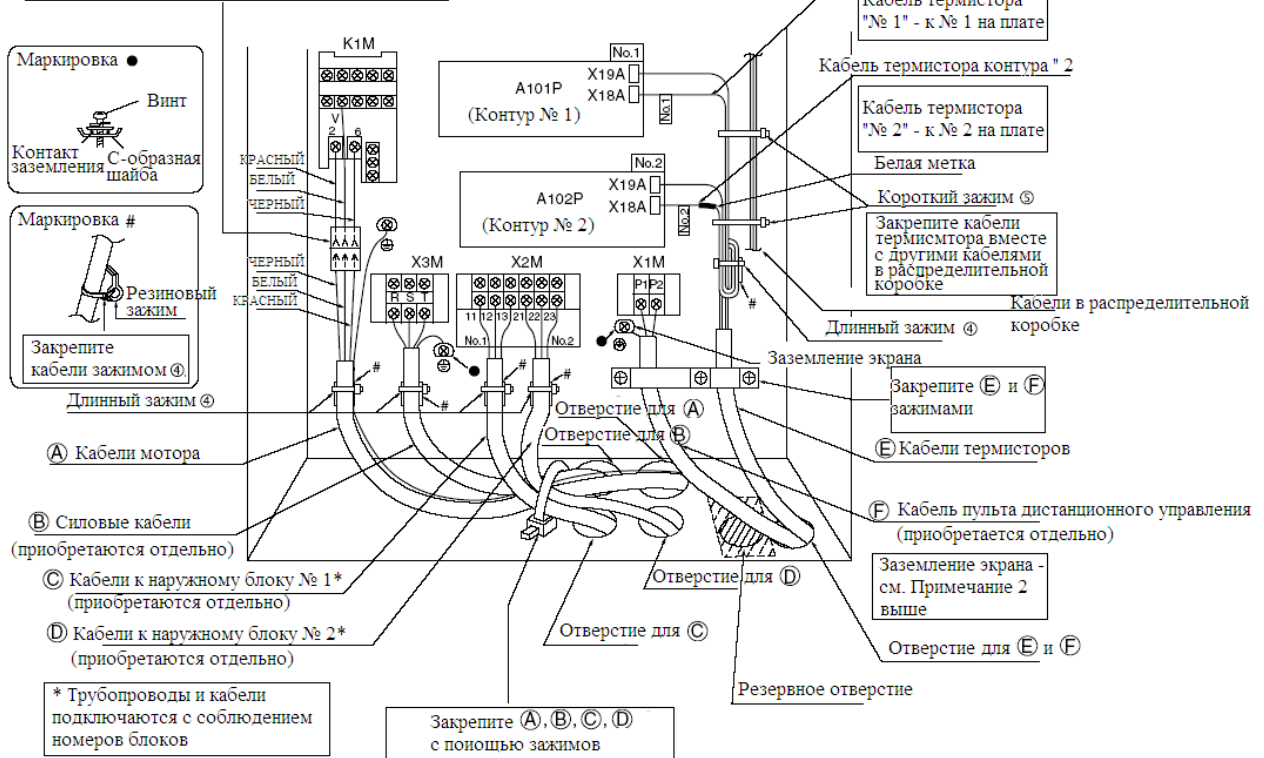 Кабель термистора
"№ 1" - к № 1 на плате
K1M
No.1
Маркировка ●
Винт
Контакт
заземления
С-образная
шайба
X19A
A101P
X18A
(Контур № 1)
No.1
Кабель термистора контура " 2
V
2
6
Кабель термистора
"№ 2" - к № 2 на плате
КРАСНЫЙ
БЕЛЫЙ
ЧЕРНЫЙ
No.2
X19A
A102P
X18A
(Контур № 2)
No.2
Белая метка
Короткий зажим ⑤
Маркировка #
Резиновый
зажим
Закрепите
кабели зажимом ④.
Закрепите кабели
термисмтора вместе
с другими кабелями
в распределительной
коробке
ЧЕРНЫЙ
БЕЛЫЙ
КРАСНЫЙ
X3M
R S T
X2M
11 12 13 21 22 23
No.1
No.2
X1M
P1 P2
#
Кабели в распределительной
коробке
Длинный зажим ④
Заземление экрана
●
●
# # # #
Длинный зажим ④
Закрепите Ⓔ и Ⓕ
зажимами
Отверстие для Ⓐ
Отверстие для Ⓑ
Ⓐ Кабели мотора
Ⓔ Кабели термисторов
Ⓑ Силовые кабели
(приобретаются отдельно)
Ⓕ Кабель пульта дистанционного управления
(приобретается отдельно)
Ⓒ Кабели к наружному блоку № 1*
(приобретаются отдельно)
Отверстие для Ⓓ
Заземление экрана -
см. Примечание 2
выше
Ⓓ Кабели к наружному блоку № 2*
(приобретаются отдельно)
Отверстие для Ⓒ
Отверстие для Ⓔ и Ⓕ
Резервное отверстие
* Трубопроводы и кабели
подключаются с соблюдением
номеров блоков
Закрепите Ⓐ, Ⓑ, Ⓒ, Ⓓ
с поиощью зажимов